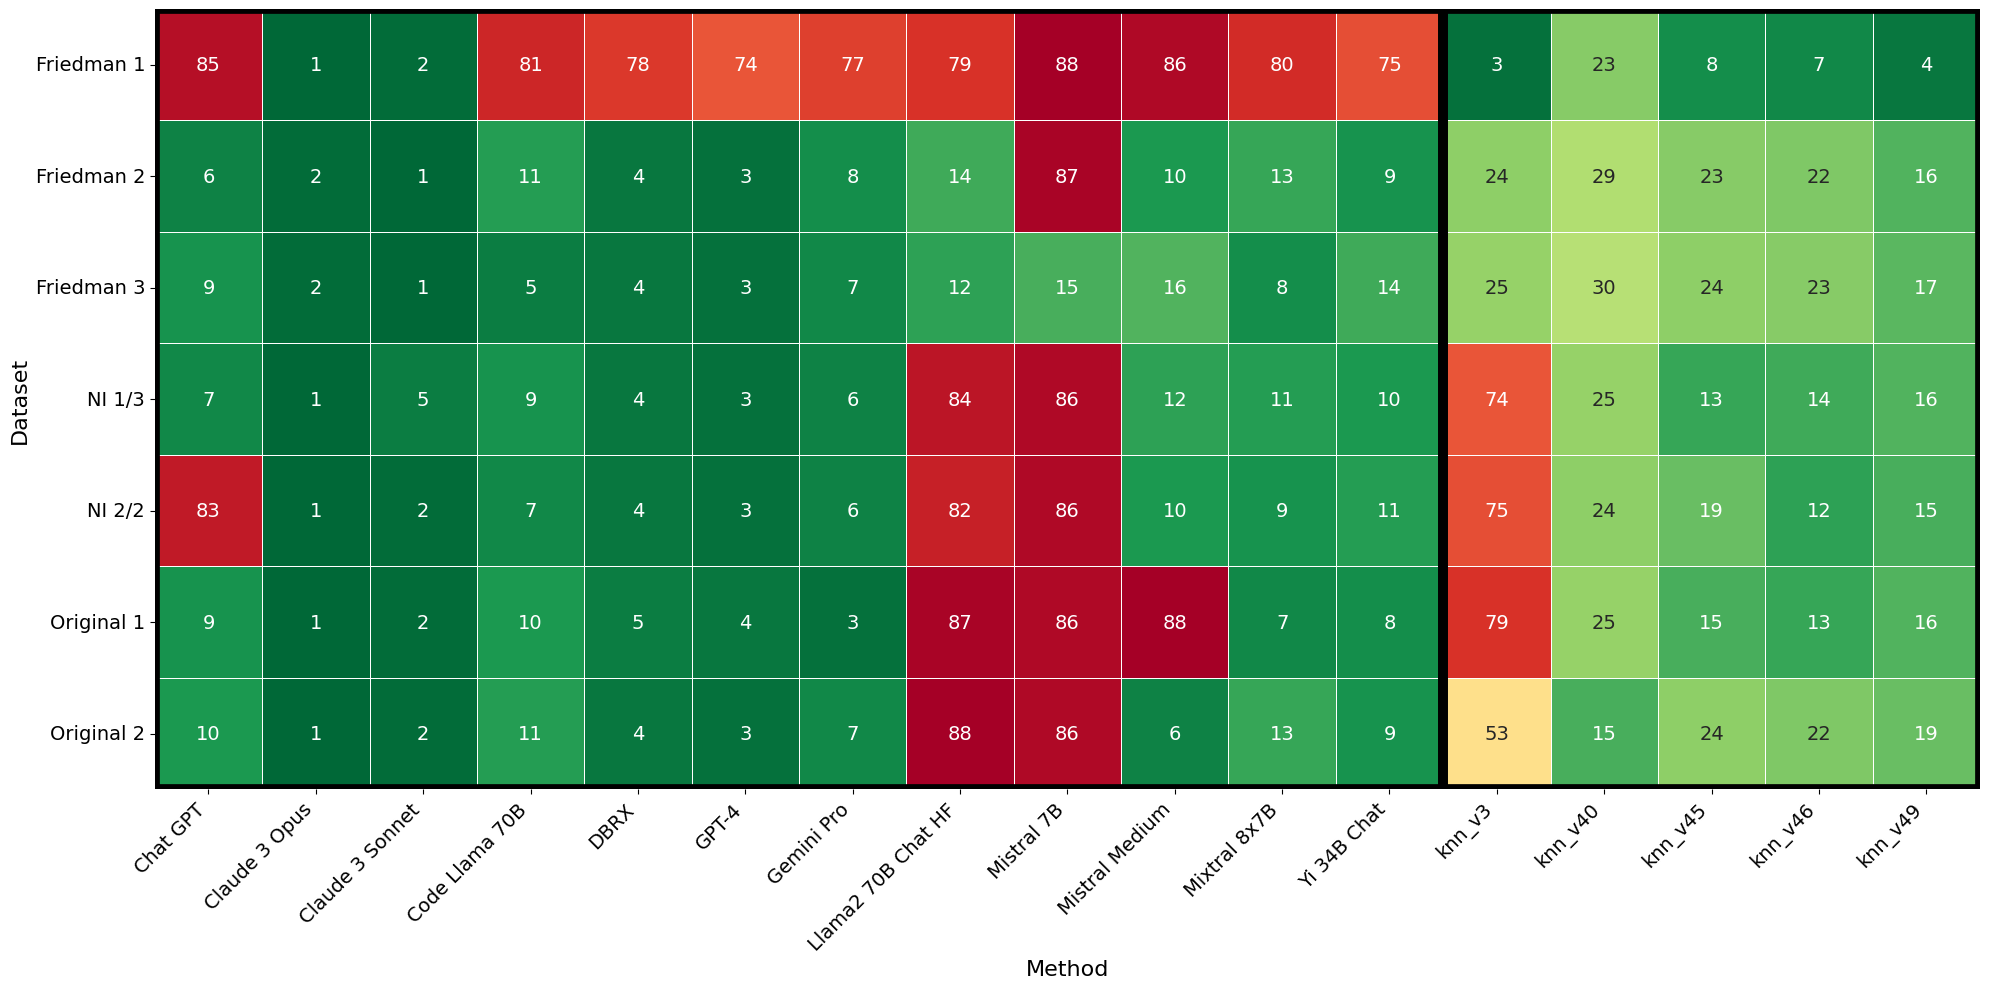 Friedman 1 85 1 2 81 78 74 77 79 88 86 80 75 3 23 8 7 4
Friedman 2 6 2 1 11 4 3 8 14 87 10 13 9 24 29 23 22 16
Friedman 3 9 2 1 5 4 3 7 12 15 16 8 14 25 30 24 23 17
NI 1/3 7 1 5 9 4 3 6 84 86 12 11 10 74 25 13 14 16
NI 2/2 83 1 2 7 4 3 6 82 86 10 9 11 75 24 19 12 15
Original 1 9 1 2 10 5 4 3 87 86 88 7 8 79 25 15 13 16
Original 2 10 1 2 11 4 3 7 88 86 6 13 9 53 15 24 22 19
Dataset
Chat GPT
Claude 3 Opus
Claude 3 Sonnet
Code Llama 70B
DBRX
GPT-4
Gemini Pro
Llama2 70B Chat HF
Mistral 7B
Mistral Medium
Mixtral 8x7B
Yi 34B Chat
knn_v3
knn_v40
knn_v45
knn_v46
knn_v49
Method